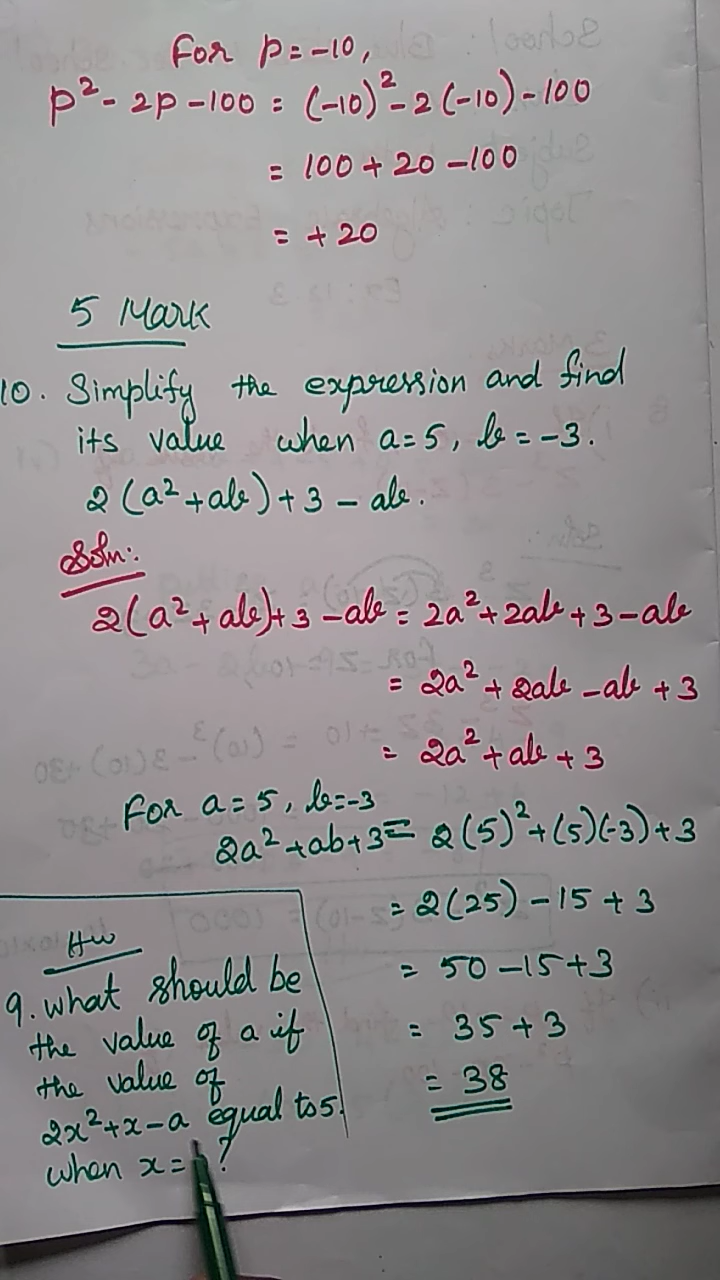 For p = -10,
p² - 2p - 100 = (-10)² - 2(-10) - 100
= 100 + 20 - 100
= + 20
5 Mark
10. Simplify the expression and find
its value when a = 5, b = -3.
2(a² + ab) + 3 - ab.
Soln:
2(a² + ab) + 3 - ab = 2a² + 2ab + 3 - ab
= 2a² + 2ab - ab + 3
= 2a² + ab + 3
For a = 5, b = -3
2a² + ab + 3 = 2(5)² + (5)(-3) + 3
= 2(25) - 15 + 3
= 50 - 15 + 3
= 35 + 3
= 38
HW
9. what should be
the value of a if
the value of
2x² + x - a equal to 5
when x = ?